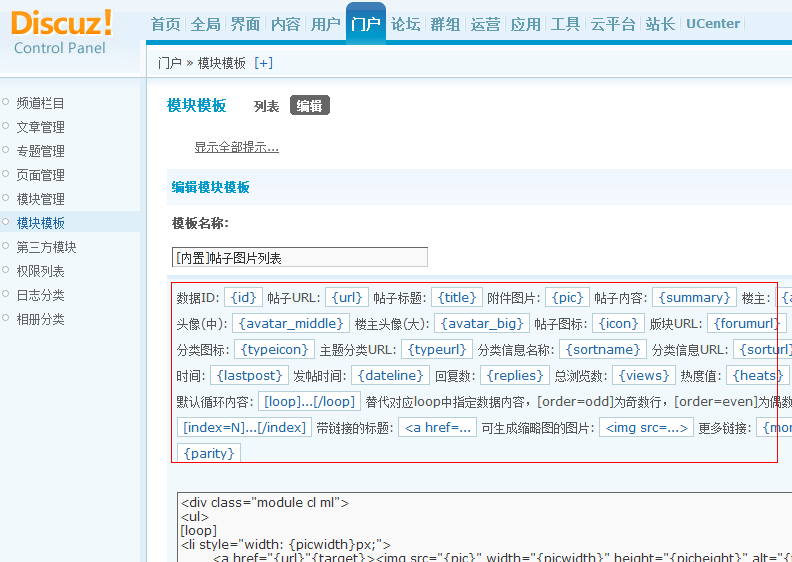 Discuz!
Control Panel
首页 全局 界面 内容 用户 门户 论坛 群组 运营 应用 工具 云平台 站长 UCenter
门户 » 模块模板 [+]
频道栏目
文章管理
专题管理
页面管理
模块管理
模块模板
第三方模块
权限列表
日志分类
相册分类
模块模板 列表 编辑
显示全部提示...
编辑模块模板
模板名称:
[内置]帖子图片列表
数据ID: {id} 帖子URL: {url} 帖子标题: {title} 附件图片: {pic} 帖子内容: {summary} 楼主: {a
头像(中): {avatar_middle} 楼主头像(大): {avatar_big} 帖子图标: {icon} 版块URL: {forumurl}
分类图标: {typeicon} 主题分类URL: {typeurl} 分类信息名称: {sortname} 分类信息URL: {sorturl
时间: {lastpost} 发帖时间: {dateline} 回复数: {replies} 总浏览数: {views} 热度值: {heats}
默认循环内容: [loop]...[/loop] 替代对应loop中指定数据内容，[order=odd]为奇数行，[order=even]为偶数
[index=N]...[/index] 带链接的标题: <a href=... 可生成缩略图的图片: <img src=...> 更多链接: {mor
{parity}
<div class="module cl ml">
<ul>
[loop]
<li style="width: {picwidth}px;">
<a href="{url}"{target}><img src="{pic}" width="{picwidth}" height="{picheight}" alt="{